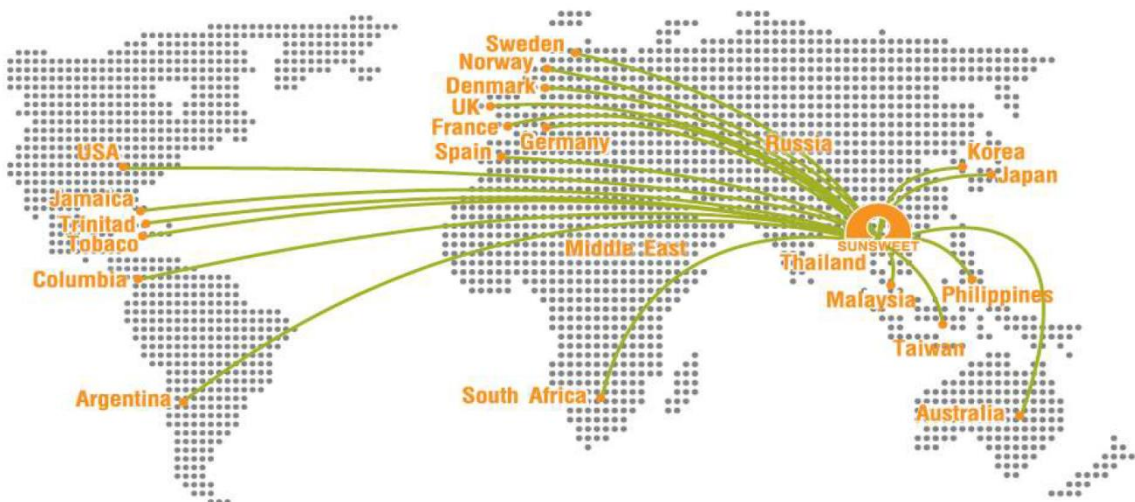 Sweden
Norway
Denmark
UK
France
Germany
Spain
Russia
USA
Korea
Japan
Jamaica
Trinitad
Tobaco
SUNSWEET
Middle East
Thailand
Columbia
Malaysia
Philippines
Taiwan
Argentina
South Africa
Australia